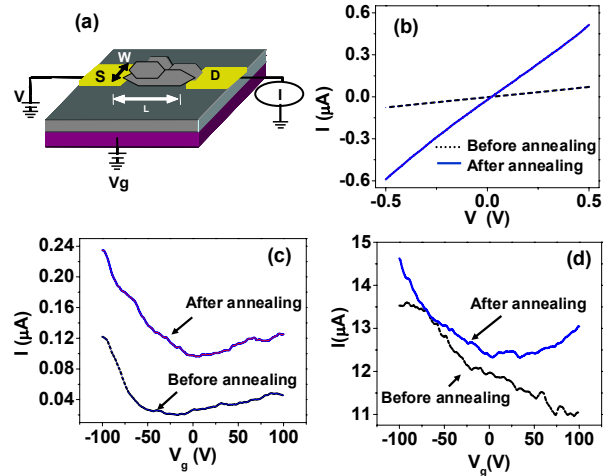 (a)
W
S
D
L
V
I
Vg
(b)
I (μA)
0.6
0.3
0.0
-0.3
-0.6
Before annealing
After annealing
-0.5
0.0
0.5
V (V)
(c)
I (μA)
0.24
0.20
0.16
0.12
0.08
0.04
After annealing
Before annealing
-100
-50
0
50
100
Vg (V)
(d)
I(μA)
15
14
13
12
11
After annealing
Before annealing
-100
-50
0
50
100
Vg(V)